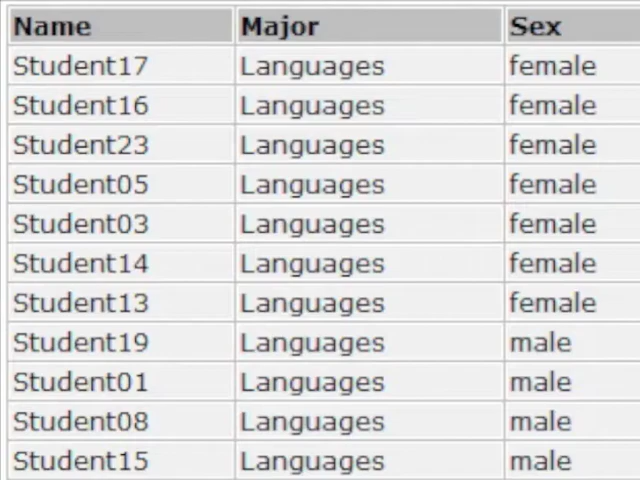 Name Major Sex
Student17 Languages female
Student16 Languages female
Student23 Languages female
Student05 Languages female
Student03 Languages female
Student14 Languages female
Student13 Languages female
Student19 Languages male
Student01 Languages male
Student08 Languages male
Student15 Languages male